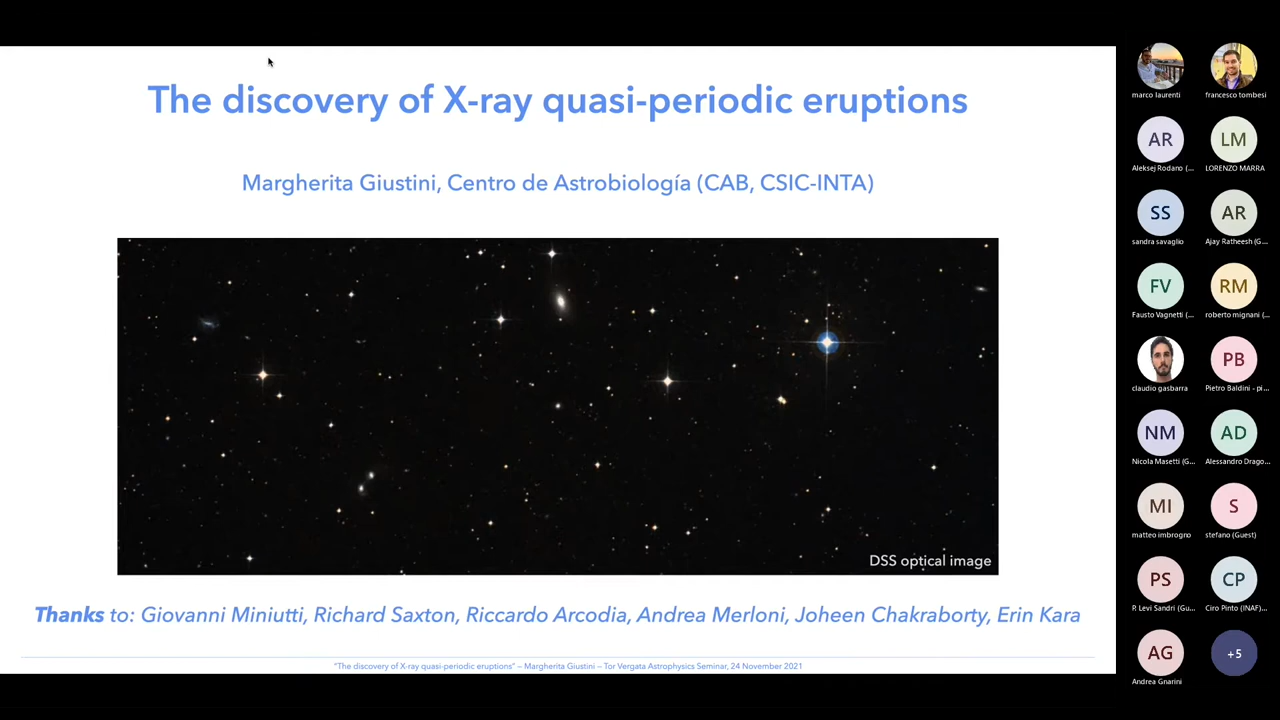 The discovery of X-ray quasi-periodic eruptions
Margherita Giustini, Centro de Astrobiología (CAB, CSIC-INTA)
DSS optical image
Thanks to: Giovanni Miniutti, Richard Saxton, Riccardo Arcodia, Andrea Merloni, Joheen Chakraborty, Erin Kara
"The discovery of X-ray quasi-periodic eruptions" – Margherita Giustini – Tor Vergata Astrophysics Seminar, 24 November 2021
marco laurenti
francesco tombesi
AR
Aleksej Rodano (...
LM
LORENZO MARRA
SS
sandra savaglio
AR
Ajay Ratheesh (G...
FV
Fausto Vagnetti (...
RM
roberto mignani (...
claudio gasbarra
PB
Pietro Baldini - pi...
NM
Nicola Masetti (G...
AD
Alessandro Drago...
MI
matteo imbrogno
S
stefano (Guest)
PS
P. Levi Sandri (Gu...
CP
Ciro Pinto (INAF)...
AG
Andrea Gnarini
+5